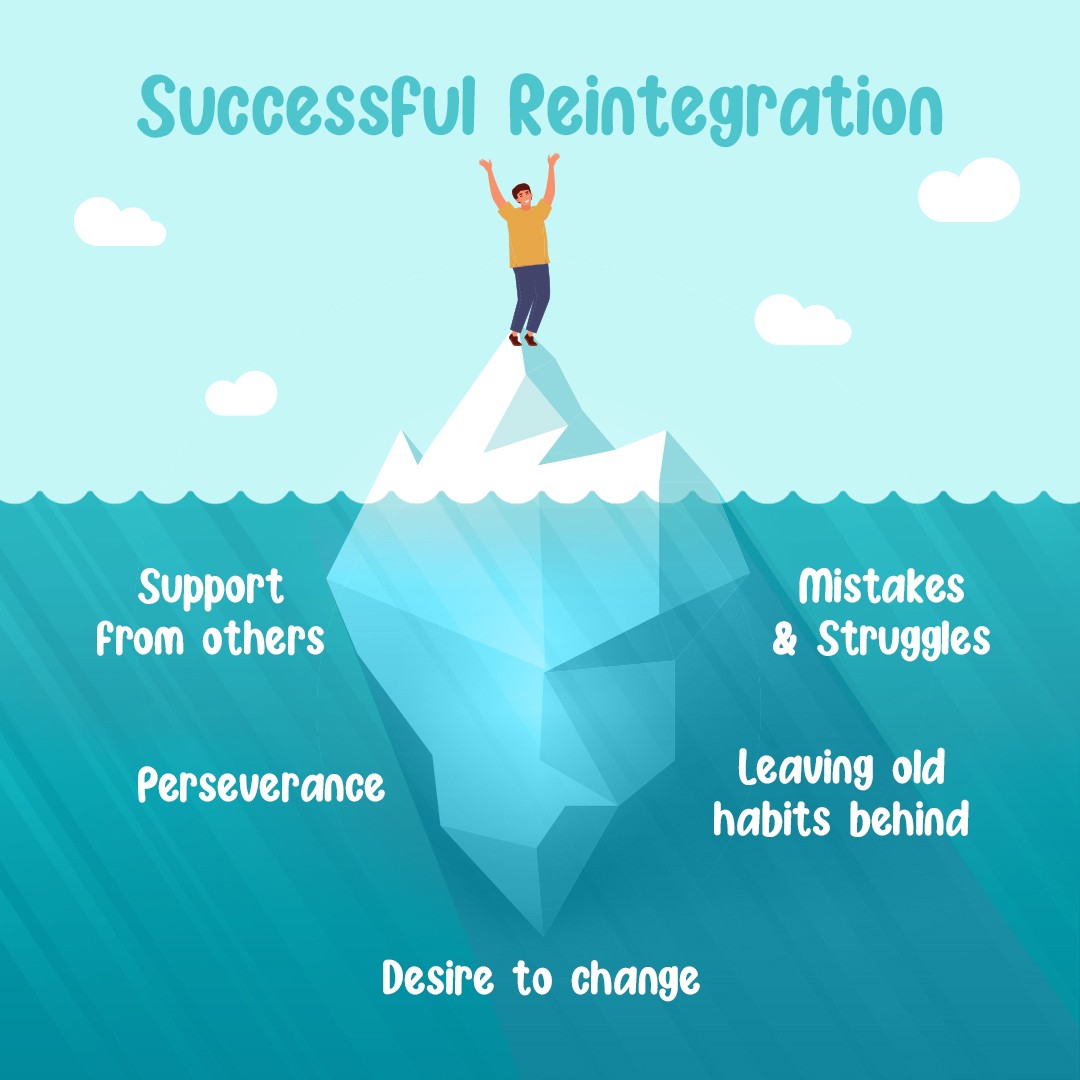 Successful Reintegration
Support
from others
Mistakes
& Struggles
Perseverance
Leaving old
habits behind
Desire to change